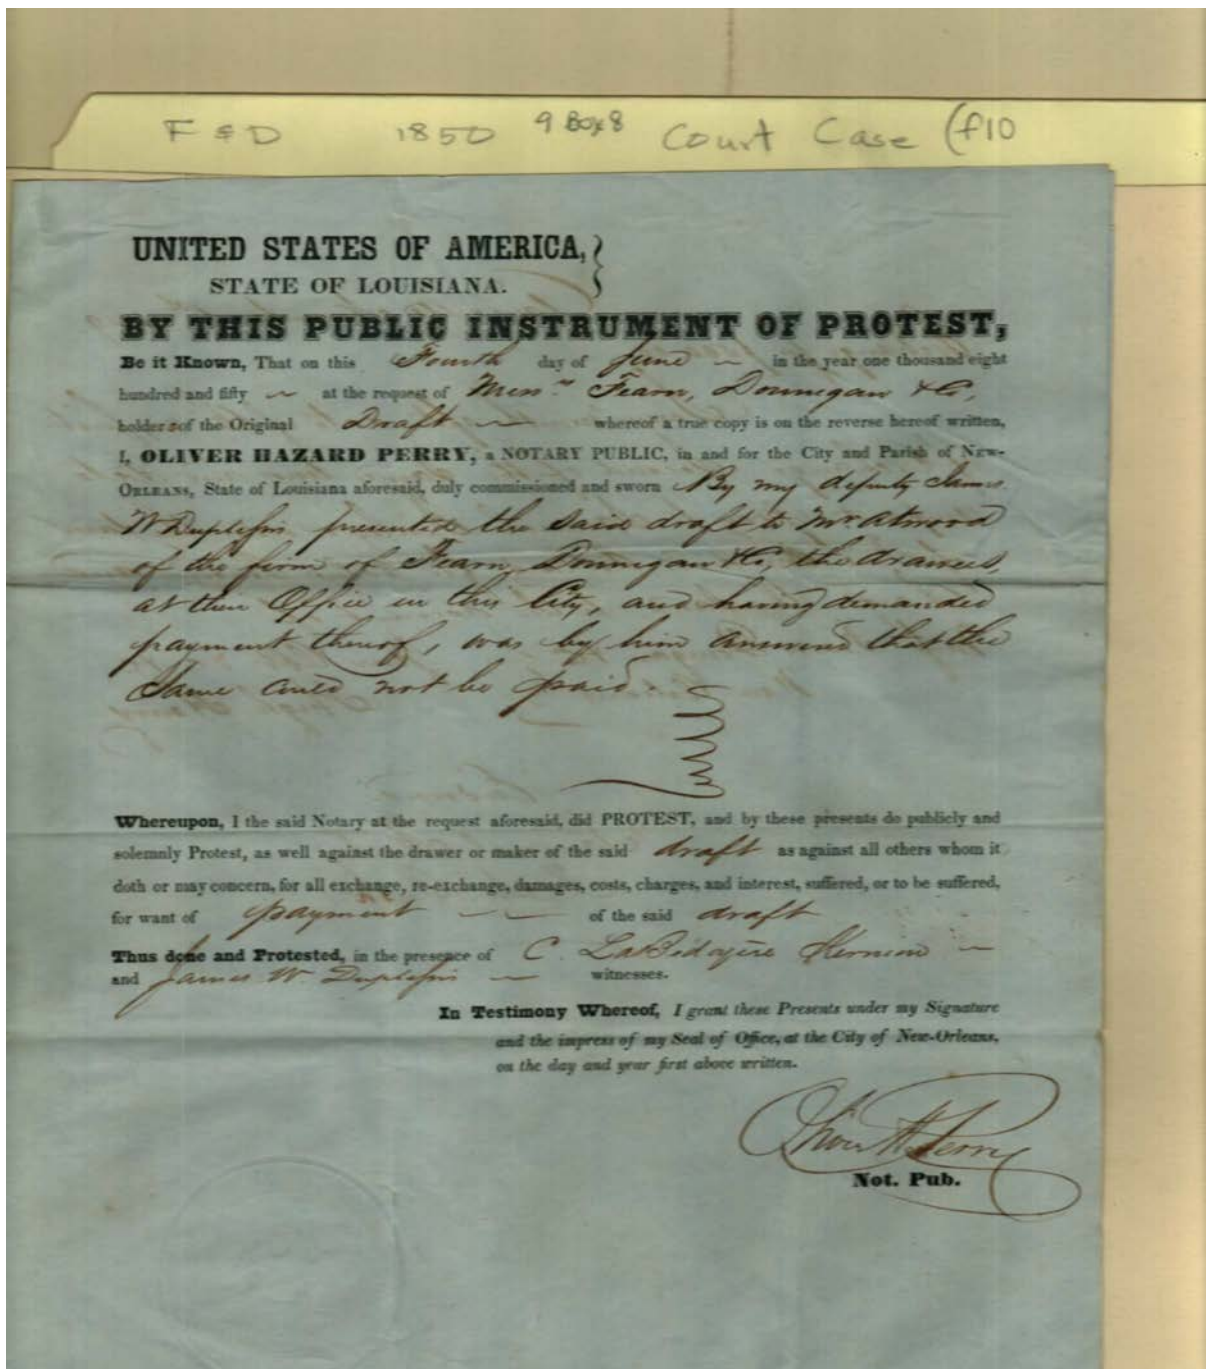 F & D 1850 9 Box 8 Court Case (f10
UNITED STATES OF AMERICA,
STATE OF LOUISIANA.
BY THIS PUBLIC INSTRUMENT OF PROTEST,
Be it Known, That on this Fourth day of June in the year one thousand eight
hundred and fifty at the request of Messrs. Fearn, Donnegan & Co,
holders of the Original Draft whereof a true copy is on the reverse hereof written,
I, OLIVER HAZARD PERRY, a NOTARY PUBLIC, in and for the City and Parish of New-
Orleans, State of Louisiana aforesaid, duly commissioned and sworn By my deputy James
W Duplessis presented the said draft to Mr Atwood
of the firm of Fearn, Donnegan & Co, the drawees,
at their Office in this City, and having demanded
payment thereof, was by him answered that the
Same could not be paid.
Whereupon, I the said Notary at the request aforesaid, did PROTEST, and by these presents do publicly and
solemnly Protest, as well against the drawer or maker of the said draft as against all others whom it
doth or may concern, for all exchange, re-exchange, damages, costs, charges, and interest, suffered, or to be suffered,
for want of payment of the said draft
Thus done and Protested, in the presence of C.
and James W. Duplessis witnesses.
In Testimony Whereof, I grant these Presents under my Signature
and the impress of my Seal of Office, at the City of New-Orleans,
on the day and year first above written.
Oliver H Perry
Not. Pub.